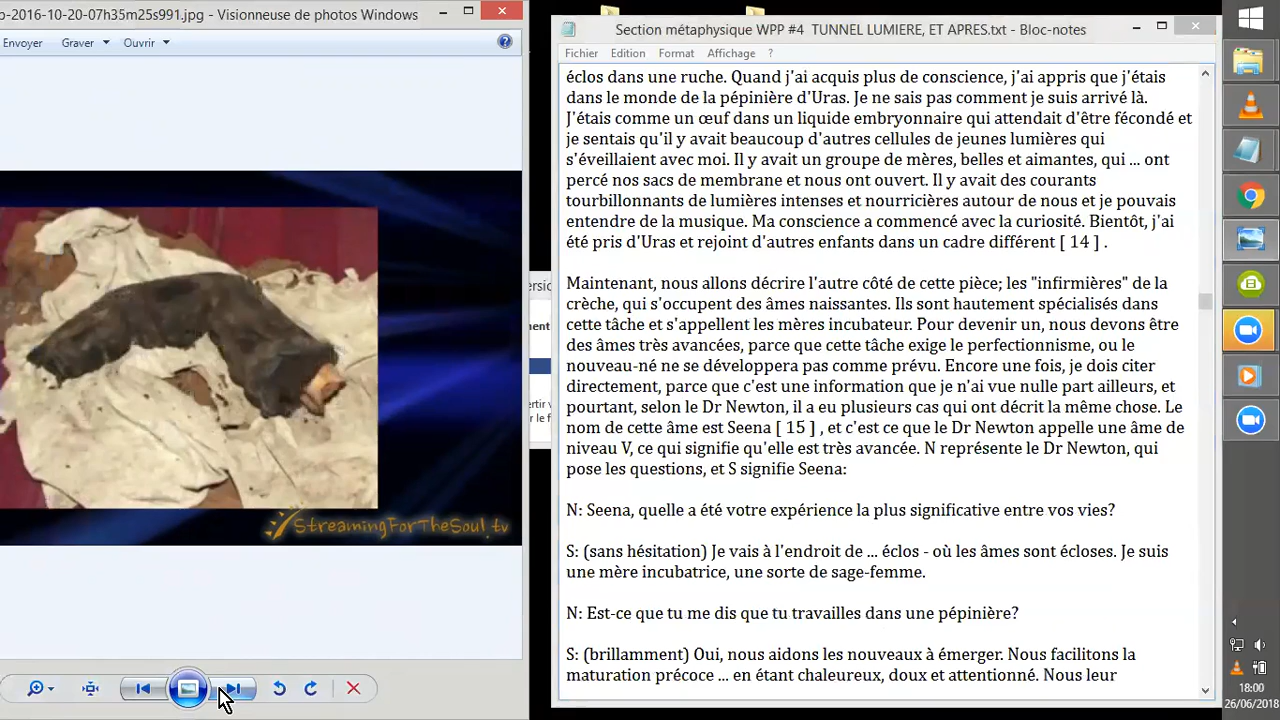 -2016-10-20-07h35m25s991.jpg - Visionneuse de photos Windows
Envoyer Graver Ouvrir
StreamingForTheSoul.tv
Section métaphysique WPP #4 TUNNEL LUMIERE, ET APRES.txt - Bloc-notes
Fichier Edition Format Affichage ?
éclos dans une ruche. Quand j'ai acquis plus de conscience, j'ai appris que j'étais
dans le monde de la pépinière d'Uras. Je ne sais pas comment je suis arrivé là.
J'étais comme un œuf dans un liquide embryonnaire qui attendait d'être fécondé et
je sentais qu'il y avait beaucoup d'autres cellules de jeunes lumières qui
s'éveillaient avec moi. Il y avait un groupe de mères, belles et aimantes, qui ... ont
percé nos sacs de membrane et nous ont ouvert. Il y avait des courants
tourbillonnants de lumières intenses et nourricières autour de nous et je pouvais
entendre de la musique. Ma conscience a commencé avec la curiosité. Bientôt, j'ai
été pris d'Uras et rejoint d'autres enfants dans un cadre différent [ 14 ] .
Maintenant, nous allons décrire l'autre côté de cette pièce; les "infirmières" de la
crèche, qui s'occupent des âmes naissantes. Ils sont hautement spécialisés dans
cette tâche et s'appellent les mères incubateur. Pour devenir un, nous devons être
des âmes très avancées, parce que cette tâche exige le perfectionnisme, ou le
nouveau-né ne se développera pas comme prévu. Encore une fois, je dois citer
directement, parce que c'est une information que je n'ai vue nulle part ailleurs, et
pourtant, selon le Dr Newton, il a eu plusieurs cas qui ont décrit la même chose. Le
nom de cette âme est Seena [ 15 ] , et c'est ce que le Dr Newton appelle une âme de
niveau V, ce qui signifie qu'elle est très avancée. N représente le Dr Newton, qui
pose les questions, et S signifie Seena:
N: Seena, quelle a été votre expérience la plus significative entre vos vies?
S: (sans hésitation) Je vais à l'endroit de ... éclos - où les âmes sont écloses. Je suis
une mère incubatrice, une sorte de sage-femme.
N: Est-ce que tu me dis que tu travailles dans une pépinière?
S: (brillamment) Oui, nous aidons les nouveaux à émerger. Nous facilitons la
maturation précoce ... en étant chaleureux, doux et attentionné. Nous leur
18:00
26/06/2018